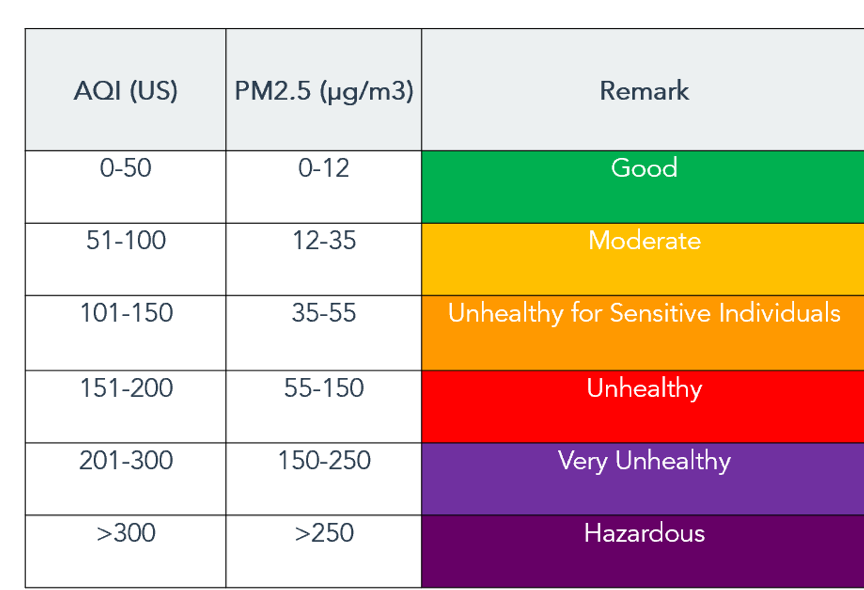 AQI (US) PM2.5 (µg/m3) Remark
0-50 0-12 Good
51-100 12-35 Moderate
101-150 35-55 Unhealthy for Sensitive Individuals
151-200 55-150 Unhealthy
201-300 150-250 Very Unhealthy
>300 >250 Hazardous